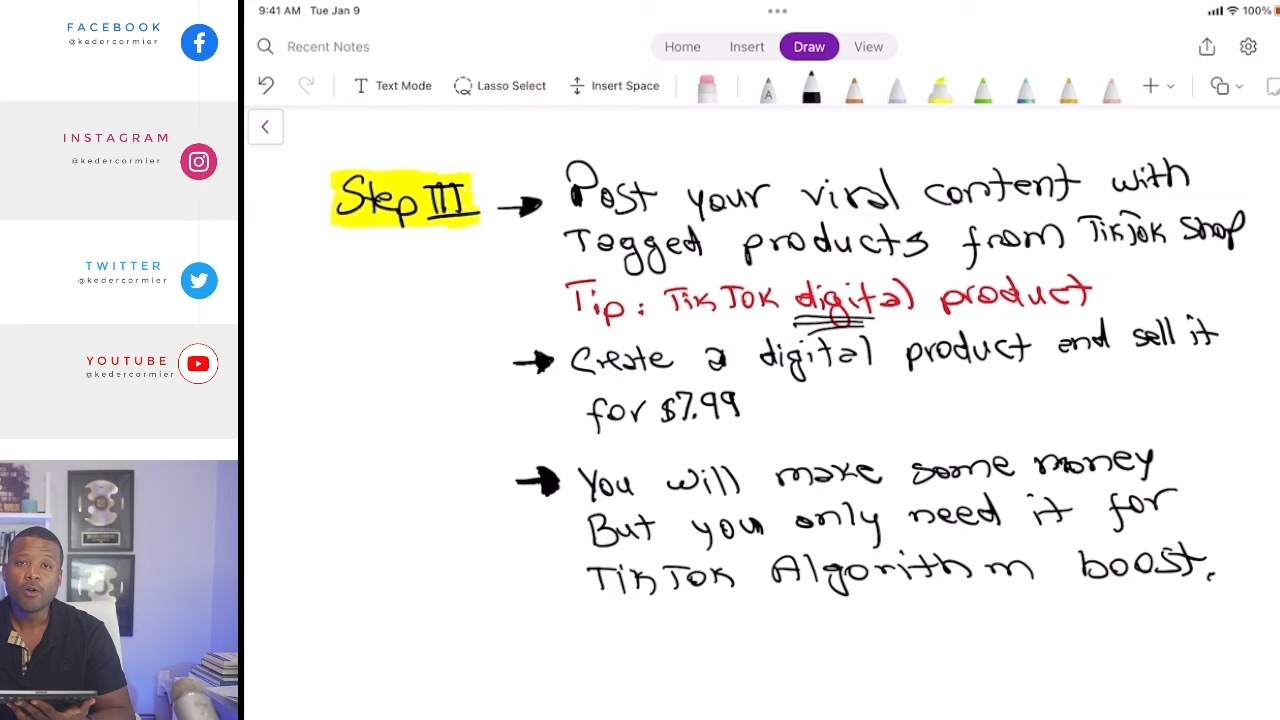 FACEBOOK
@kedercormier
INSTAGRAM
@kedercormier
TWITTER
@kedercormier
YOUTUBE
@kedercormier
9:41 AM Tue Jan 9
100%
Recent Notes
Home Insert Draw View
Text Mode Lasso Select Insert Space
A
Step III → Post your viral content with
Tagged products from TikTok shop
Tip: TikTok digital product
→ Create a digital product and sell it
for $7.99
→ You will make some money
But you only need it for
TikTok Algorithm boost.